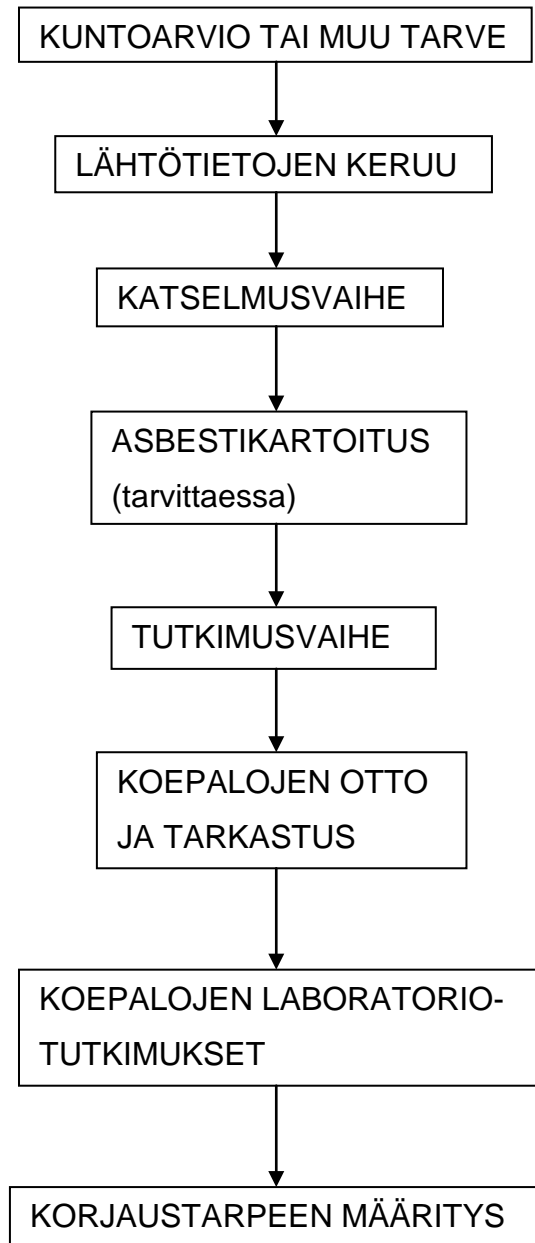 KUNTOARVIO TAI MUU TARVE
LÄHTÖTIETOJEN KERUU
KATSELMUSVAIHE
ASBESTIKARTOITUS
(tarvittaessa)
TUTKIMUSVAIHE
KOEPALOJEN OTTO
JA TARKASTUS
KOEPALOJEN LABORATORIO-
TUTKIMUKSET
KORJAUSTARPEEN MÄÄRITYS